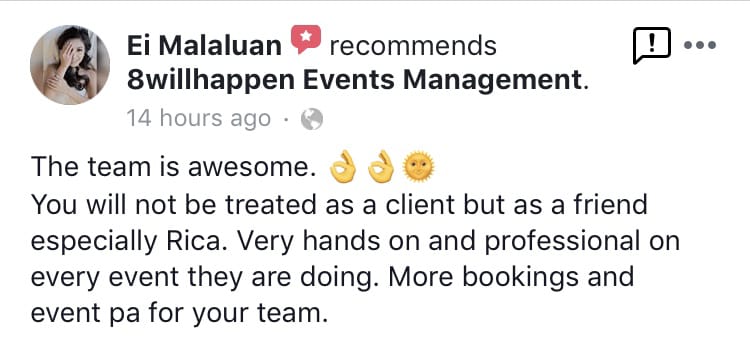 Ei Malaluan recommends
8willhappen Events Management.
14 hours ago ·
The team is awesome. 👌👌🌞
You will not be treated as a client but as a friend
especially Rica. Very hands on and professional on
every event they are doing. More bookings and
event pa for your team.